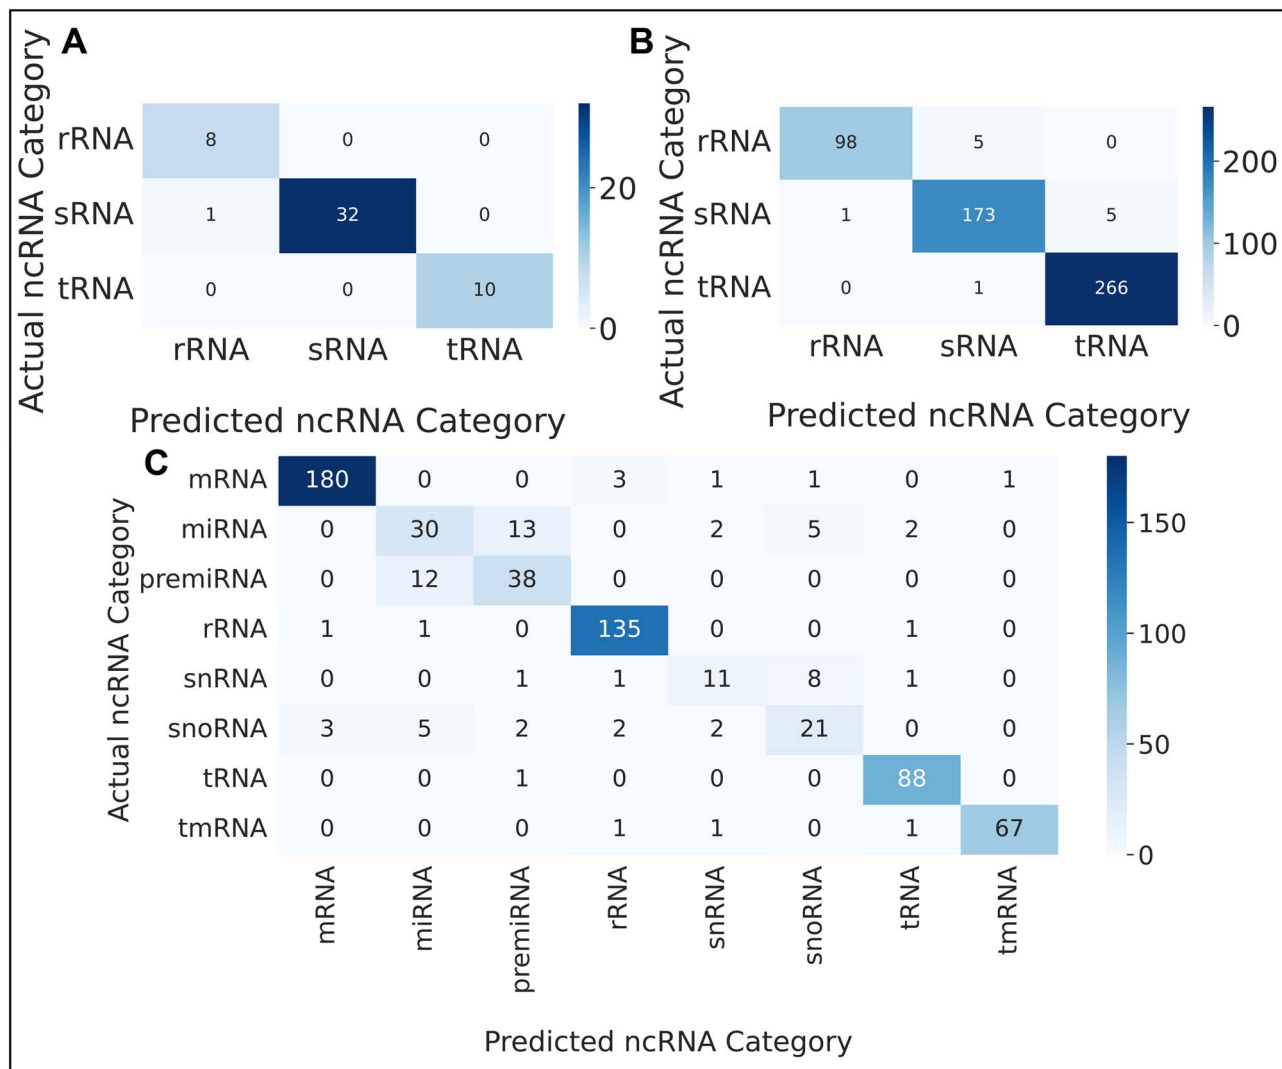 A
Actual ncRNA Category
rRNA 8 0 0
sRNA 1 32 0
tRNA 0 0 10
rRNA sRNA tRNA
Predicted ncRNA Category
20
0
B
Actual ncRNA Category
rRNA 98 5 0
sRNA 1 173 5
tRNA 0 1 266
rRNA sRNA tRNA
Predicted ncRNA Category
200
100
0
C
Actual ncRNA Category
mRNA 180 0 0 3 1 1 0 1
miRNA 0 30 13 0 2 5 2 0
premiRNA 0 12 38 0 0 0 0 0
rRNA 1 1 0 135 0 0 1 0
snRNA 0 0 1 1 11 8 1 0
snoRNA 3 5 2 2 2 21 0 0
tRNA 0 0 1 0 0 0 88 0
tmRNA 0 0 0 1 1 0 1 67
mRNA miRNA premiRNA rRNA snRNA snoRNA tRNA tmRNA
Predicted ncRNA Category
150
100
50
0